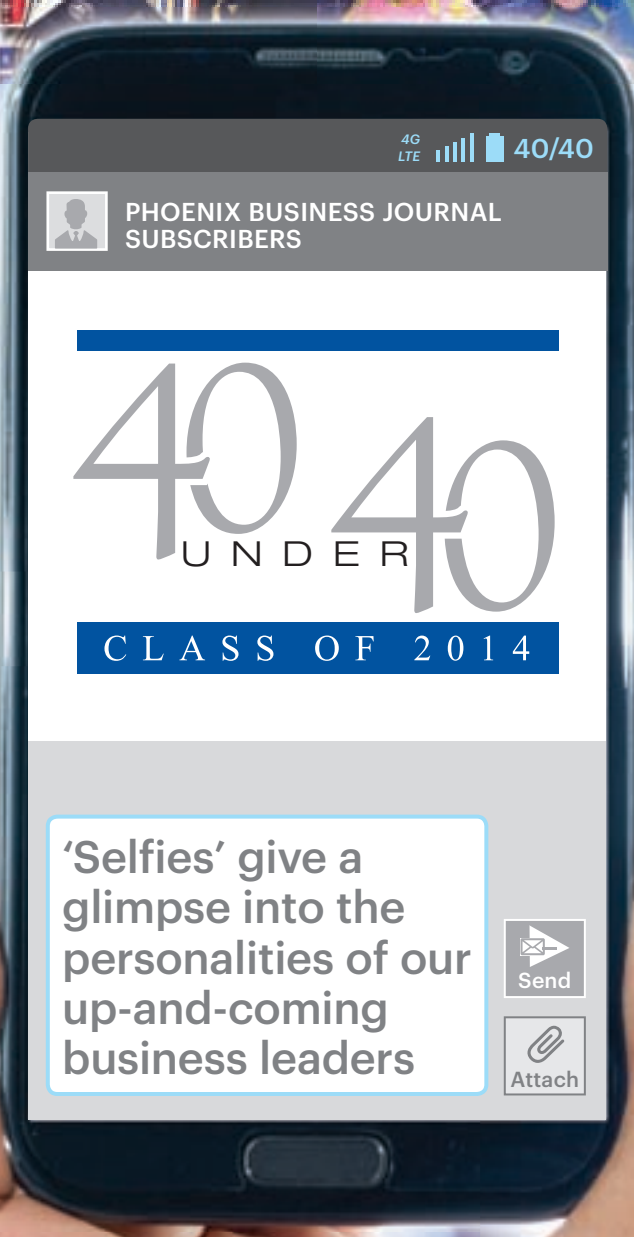 4G
LTE
40/40
PHOENIX BUSINESS JOURNAL
SUBSCRIBERS
40
UNDER
40
CLASS OF 2014
'Selfies' give a
glimpse into the
personalities of our
up-and-coming
business leaders
Send
Attach